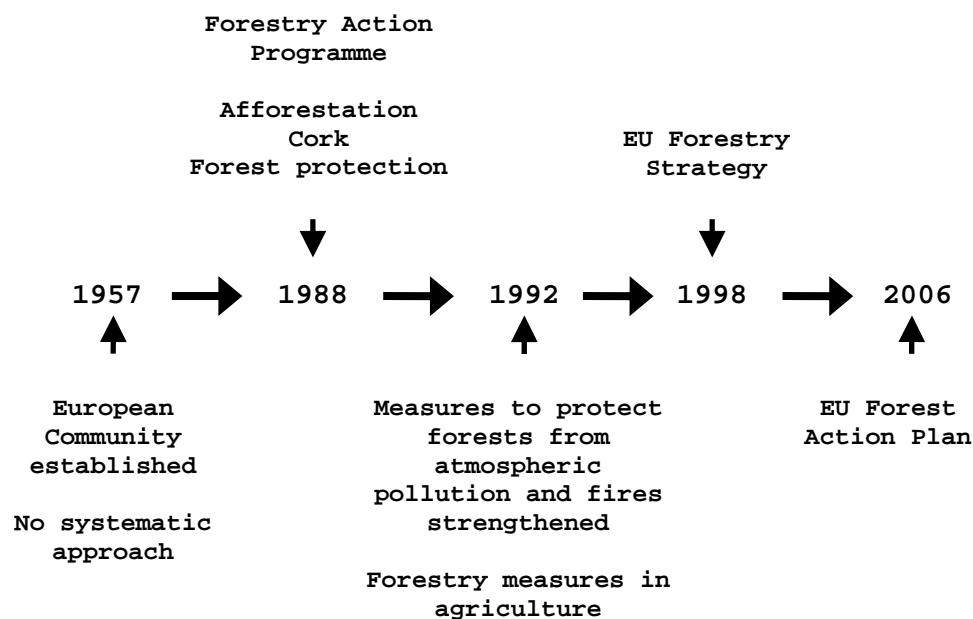 Forestry Action
Programme
Afforestation
Cork
Forest protection
EU Forestry
Strategy
1957
1988
1992
1998
2006
European
Community
established
No systematic
approach
Measures to protect
forests from
atmospheric
pollution and fires
strengthened
Forestry measures in
agriculture
EU Forest
Action Plan